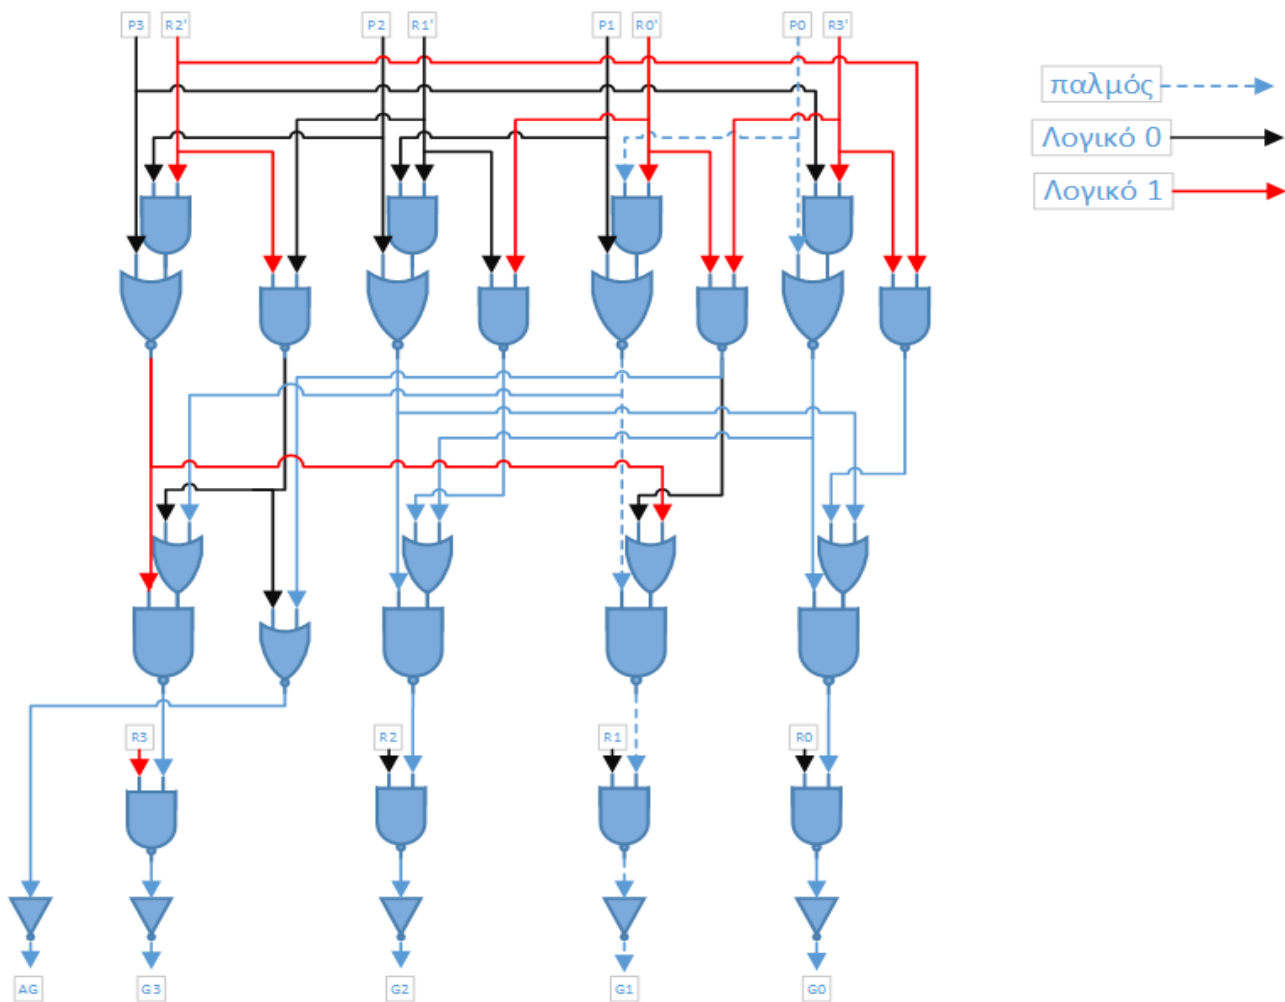 P3 R2' P2 R1' P1 R0' P0 R3'
παλμός
Λογικό 0
Λογικό 1
R3 R2 R1 R0
AG G3 G2 G1 G0